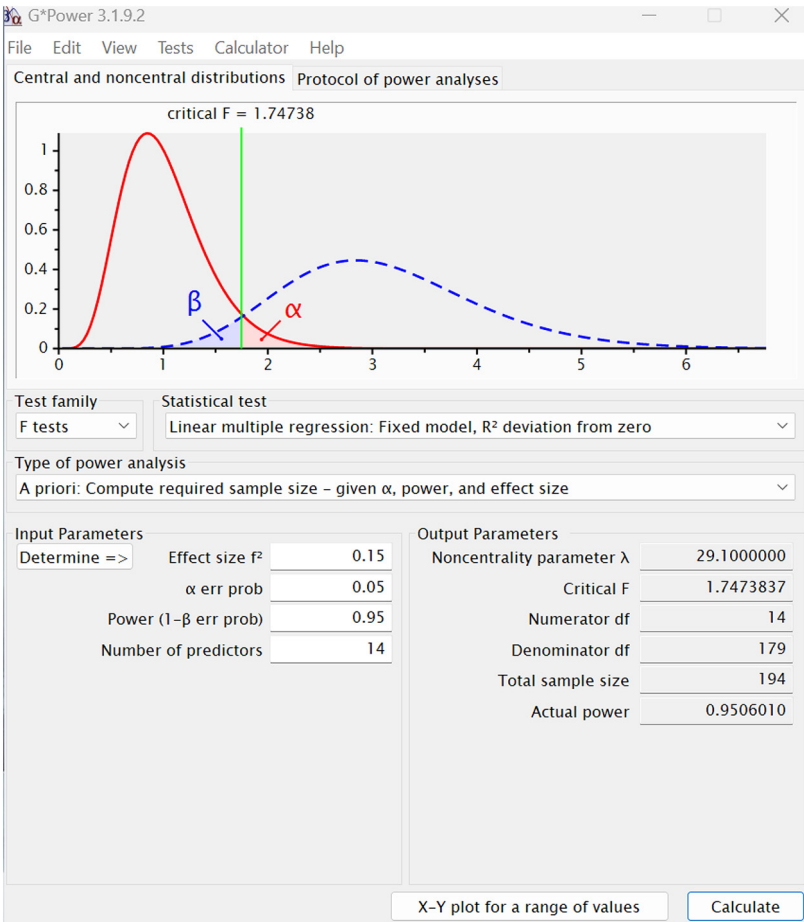 G*Power 3.1.9.2
File Edit View Tests Calculator Help
Central and noncentral distributions Protocol of power analyses
critical F = 1.74738
1
0.8
0.6
0.4
0.2
0
β
α
0 1 2 3 4 5 6
Test family
F tests
Statistical test
Linear multiple regression: Fixed model, R² deviation from zero
Type of power analysis
A priori: Compute required sample size – given α, power, and effect size
Input Parameters
Determine => Effect size f² 0.15
α err prob 0.05
Power (1-β err prob) 0.95
Number of predictors 14
Output Parameters
Noncentrality parameter λ 29.1000000
Critical F 1.7473837
Numerator df 14
Denominator df 179
Total sample size 194
Actual power 0.9506010
X-Y plot for a range of values Calculate